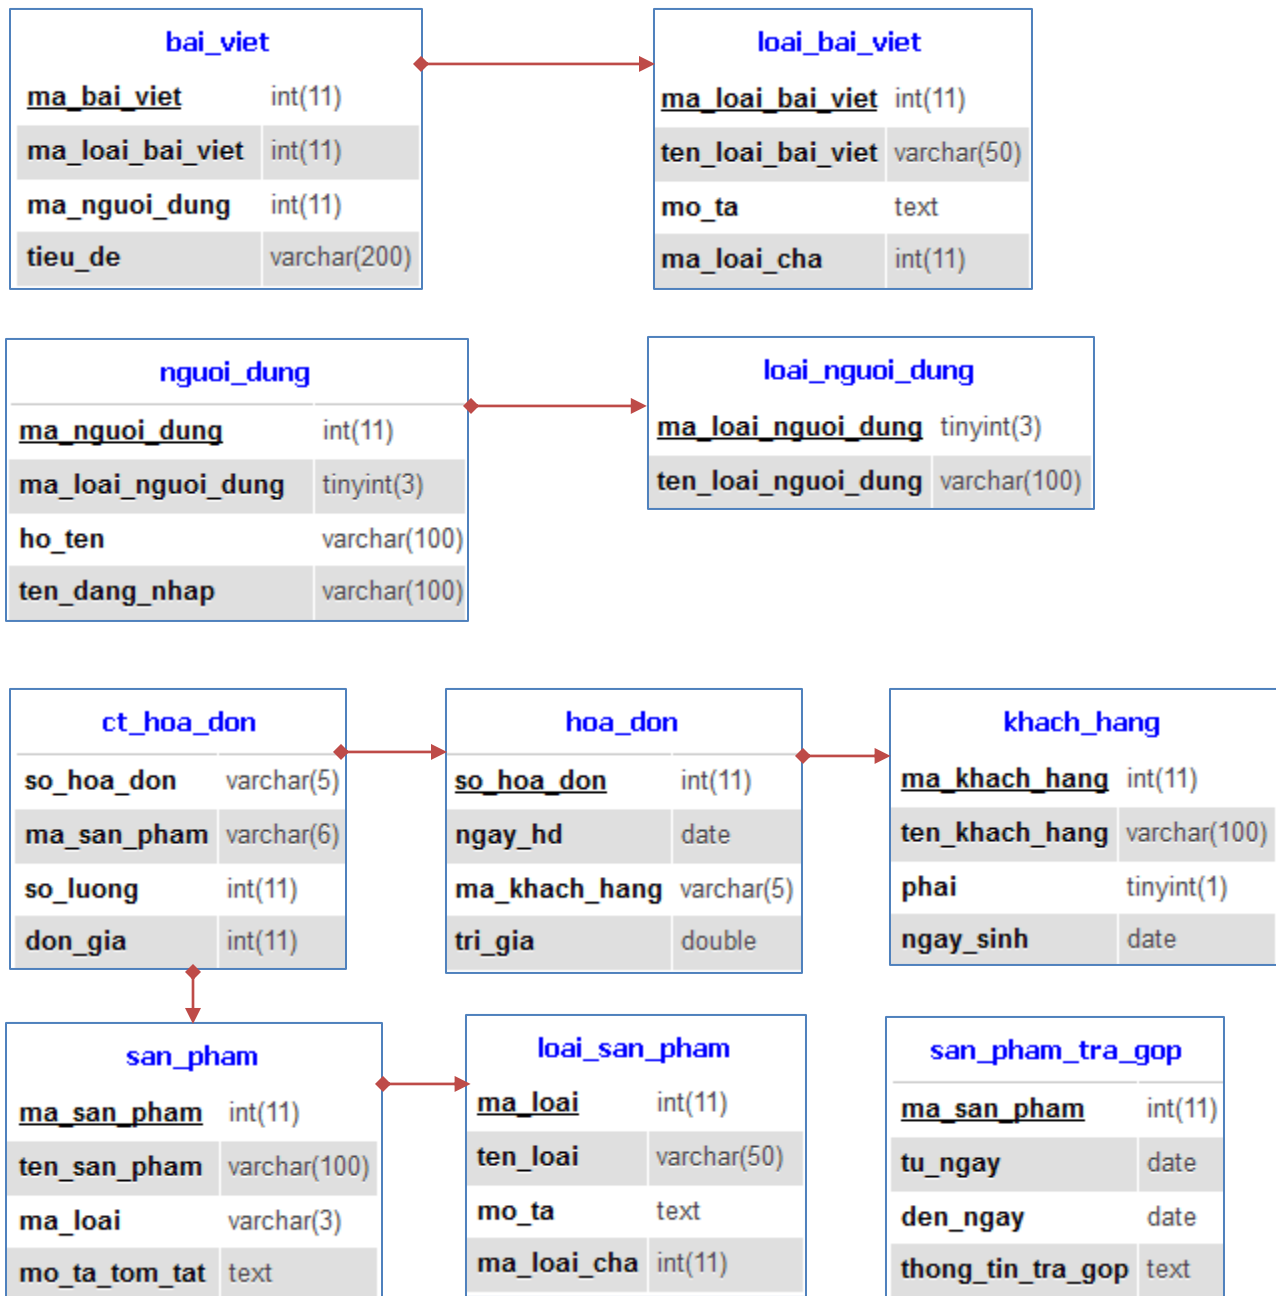 bai_viet
ma_bai_viet int(11)
ma_loai_bai_viet int(11)
ma_nguoi_dung int(11)
tieu_de varchar(200)
loai_bai_viet
ma_loai_bai_viet int(11)
ten_loai_bai_viet varchar(50)
mo_ta text
ma_loai_cha int(11)
nguoi_dung
ma_nguoi_dung int(11)
ma_loai_nguoi_dung tinyint(3)
ho_ten varchar(100)
ten_dang_nhap varchar(100)
loai_nguoi_dung
ma_loai_nguoi_dung tinyint(3)
ten_loai_nguoi_dung varchar(100)
ct_hoa_don
so_hoa_don varchar(5)
ma_san_pham varchar(6)
so_luong int(11)
don_gia int(11)
hoa_don
so_hoa_don int(11)
ngay_hd date
ma_khach_hang varchar(5)
tri_gia double
khach_hang
ma_khach_hang int(11)
ten_khach_hang varchar(100)
phai tinyint(1)
ngay_sinh date
san_pham
ma_san_pham int(11)
ten_san_pham varchar(100)
ma_loai varchar(3)
mo_ta_tom_tat text
loai_san_pham
ma_loai int(11)
ten_loai varchar(50)
mo_ta text
ma_loai_cha int(11)
san_pham_tra_gop
ma_san_pham int(11)
tu_ngay date
den_ngay date
thong_tin_tra_gop text